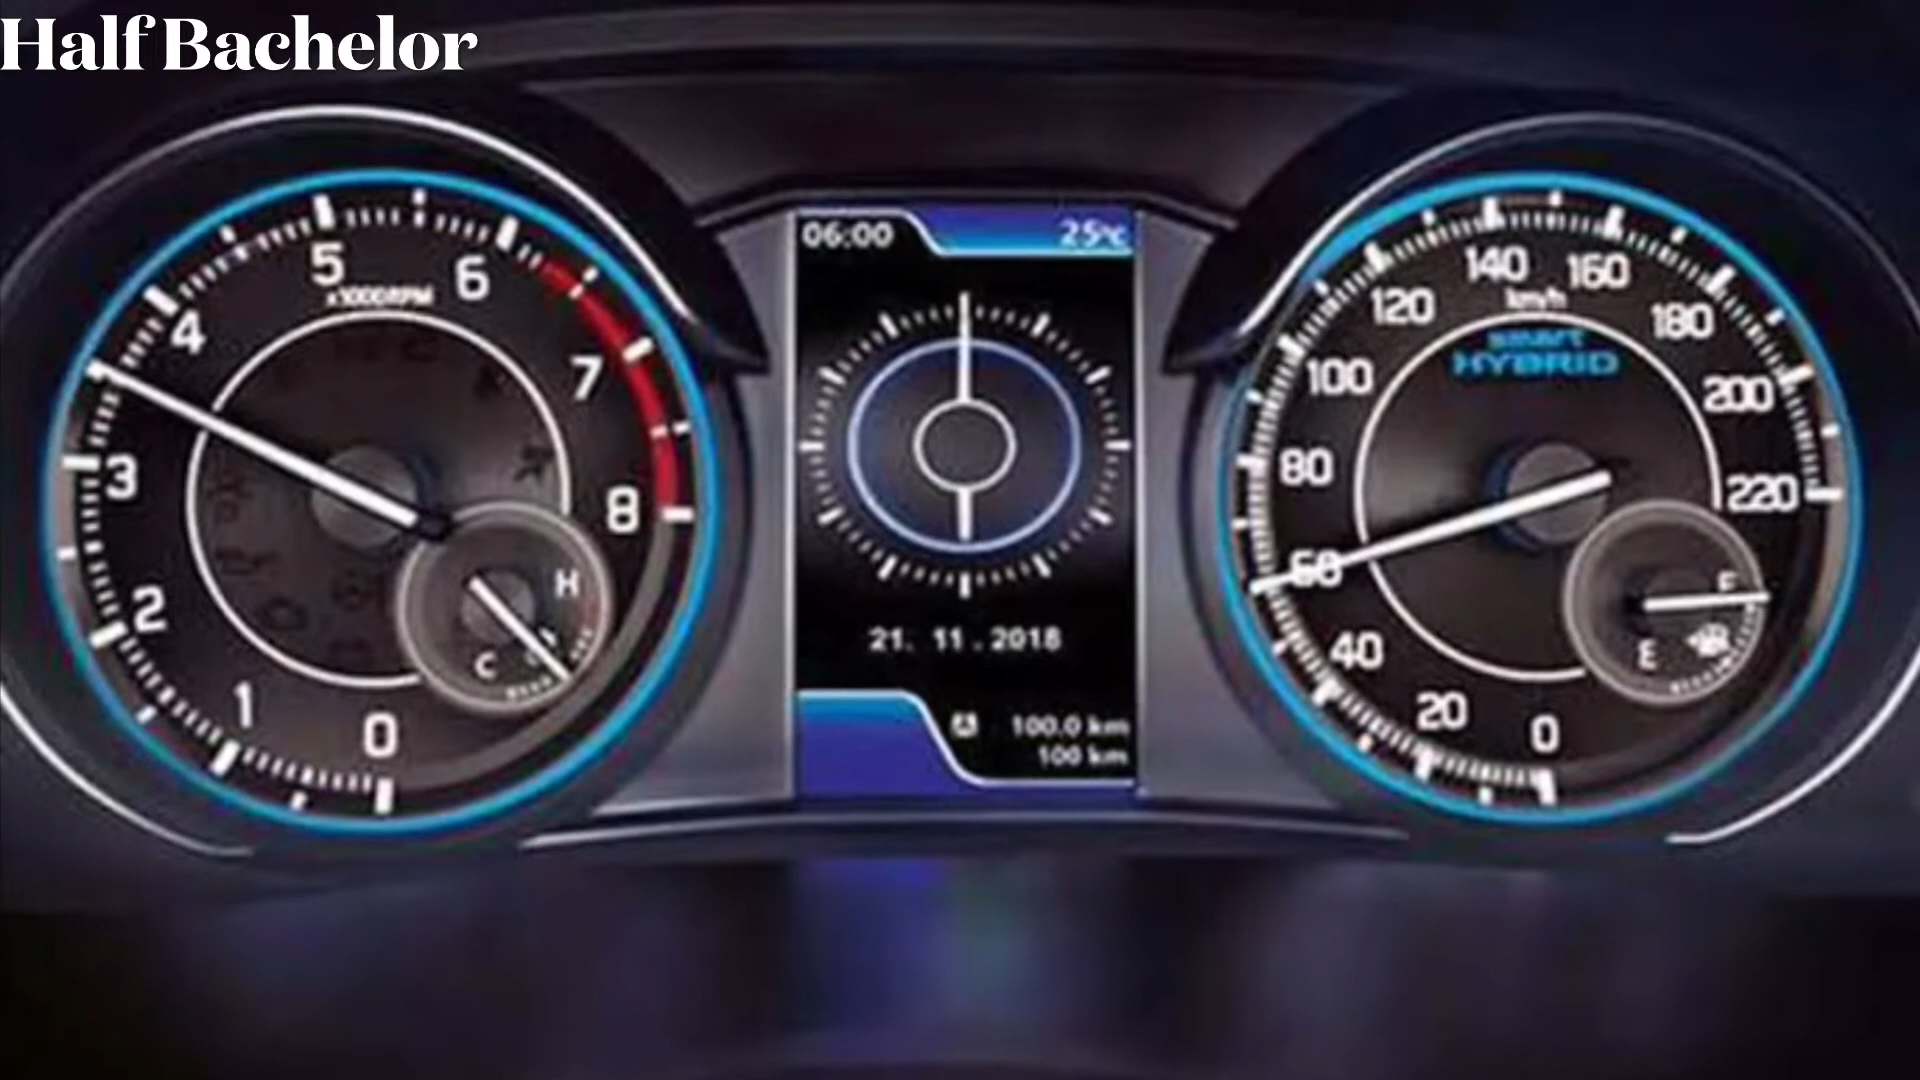 Half Bachelor
5
x1000RPM
6
4
7
3
8
2
1
0
H
C
06:00
25°C
21. 11 . 2018
A
100.0 km
100 km
140
160
km/h
120
180
smart
HYBRID
100
200
80
220
60
40
20
0
F
E